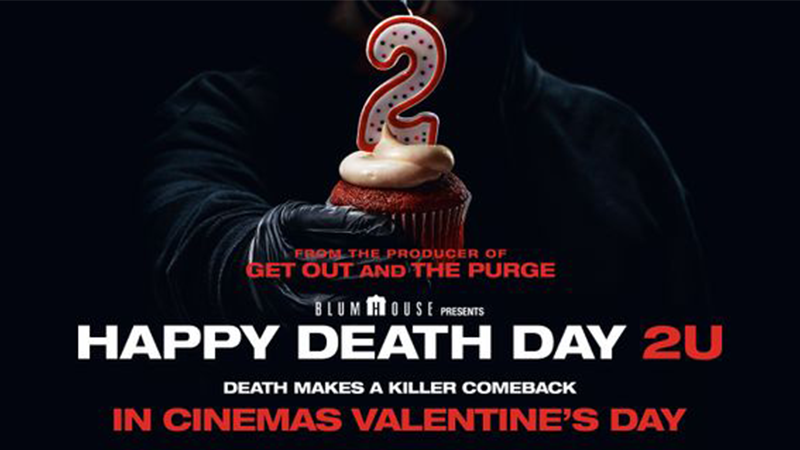 2
FROM THE PRODUCER OF
GET OUT AND THE PURGE
BLUMHOUSE PRESENTS
HAPPY DEATH DAY 2U
DEATH MAKES A KILLER COMEBACK
IN CINEMAS VALENTINE'S DAY